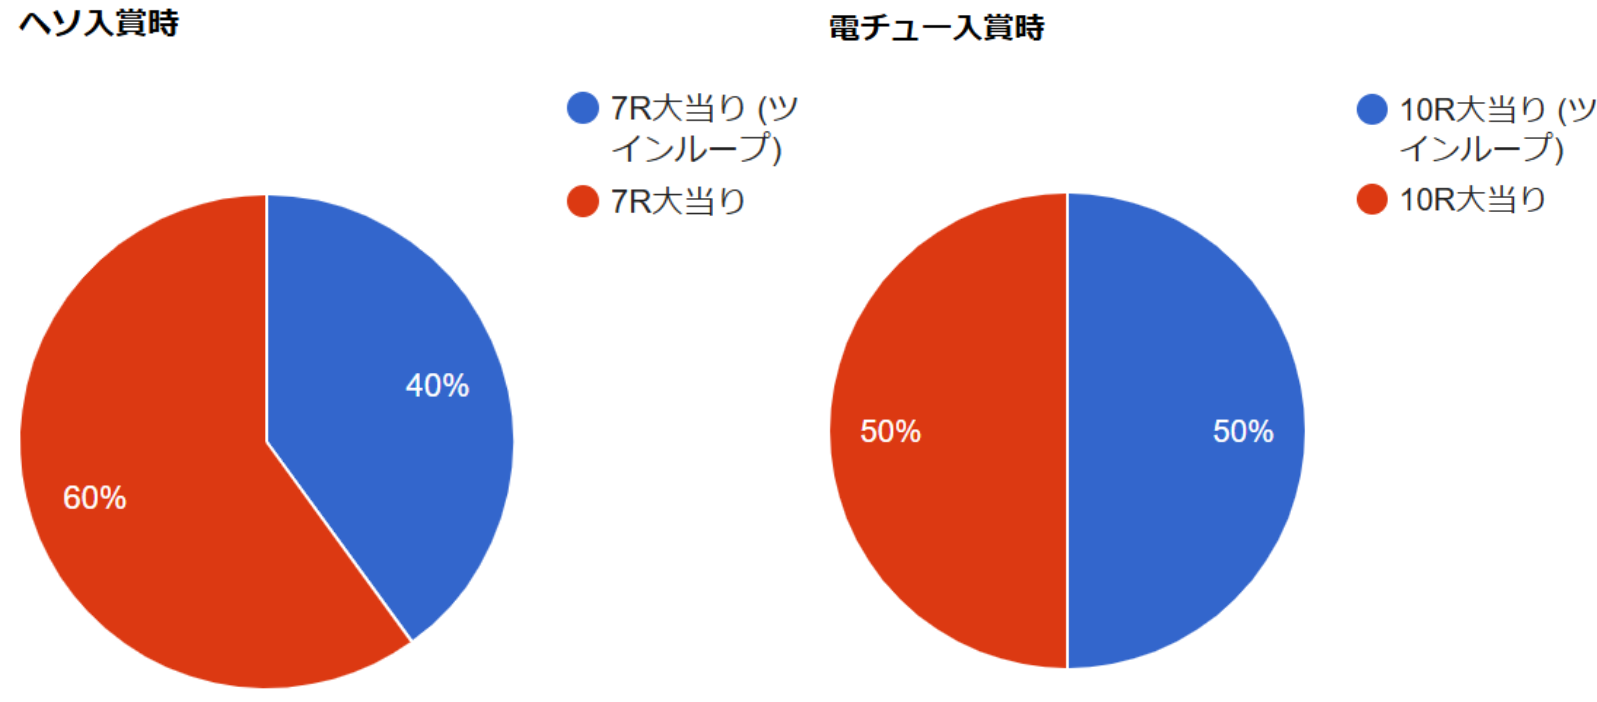 ヘソ入賞時
7R大当り (ツ
インループ)
7R大当り
40%
60%
電チュー入賞時
10R大当り (ツ
インループ)
10R大当り
50%
50%